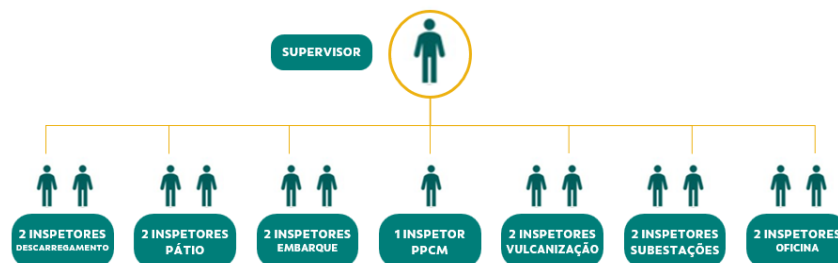 SUPERVISOR
2 INSPETORES
DESCARREGAMENTO
2 INSPETORES
PÁTIO
2 INSPETORES
EMBARQUE
1 INSPETOR
PPCM
2 INSPETORES
VULCANIZAÇÃO
2 INSPETORES
SUBESTAÇÕES
2 INSPETORES
OFICINA